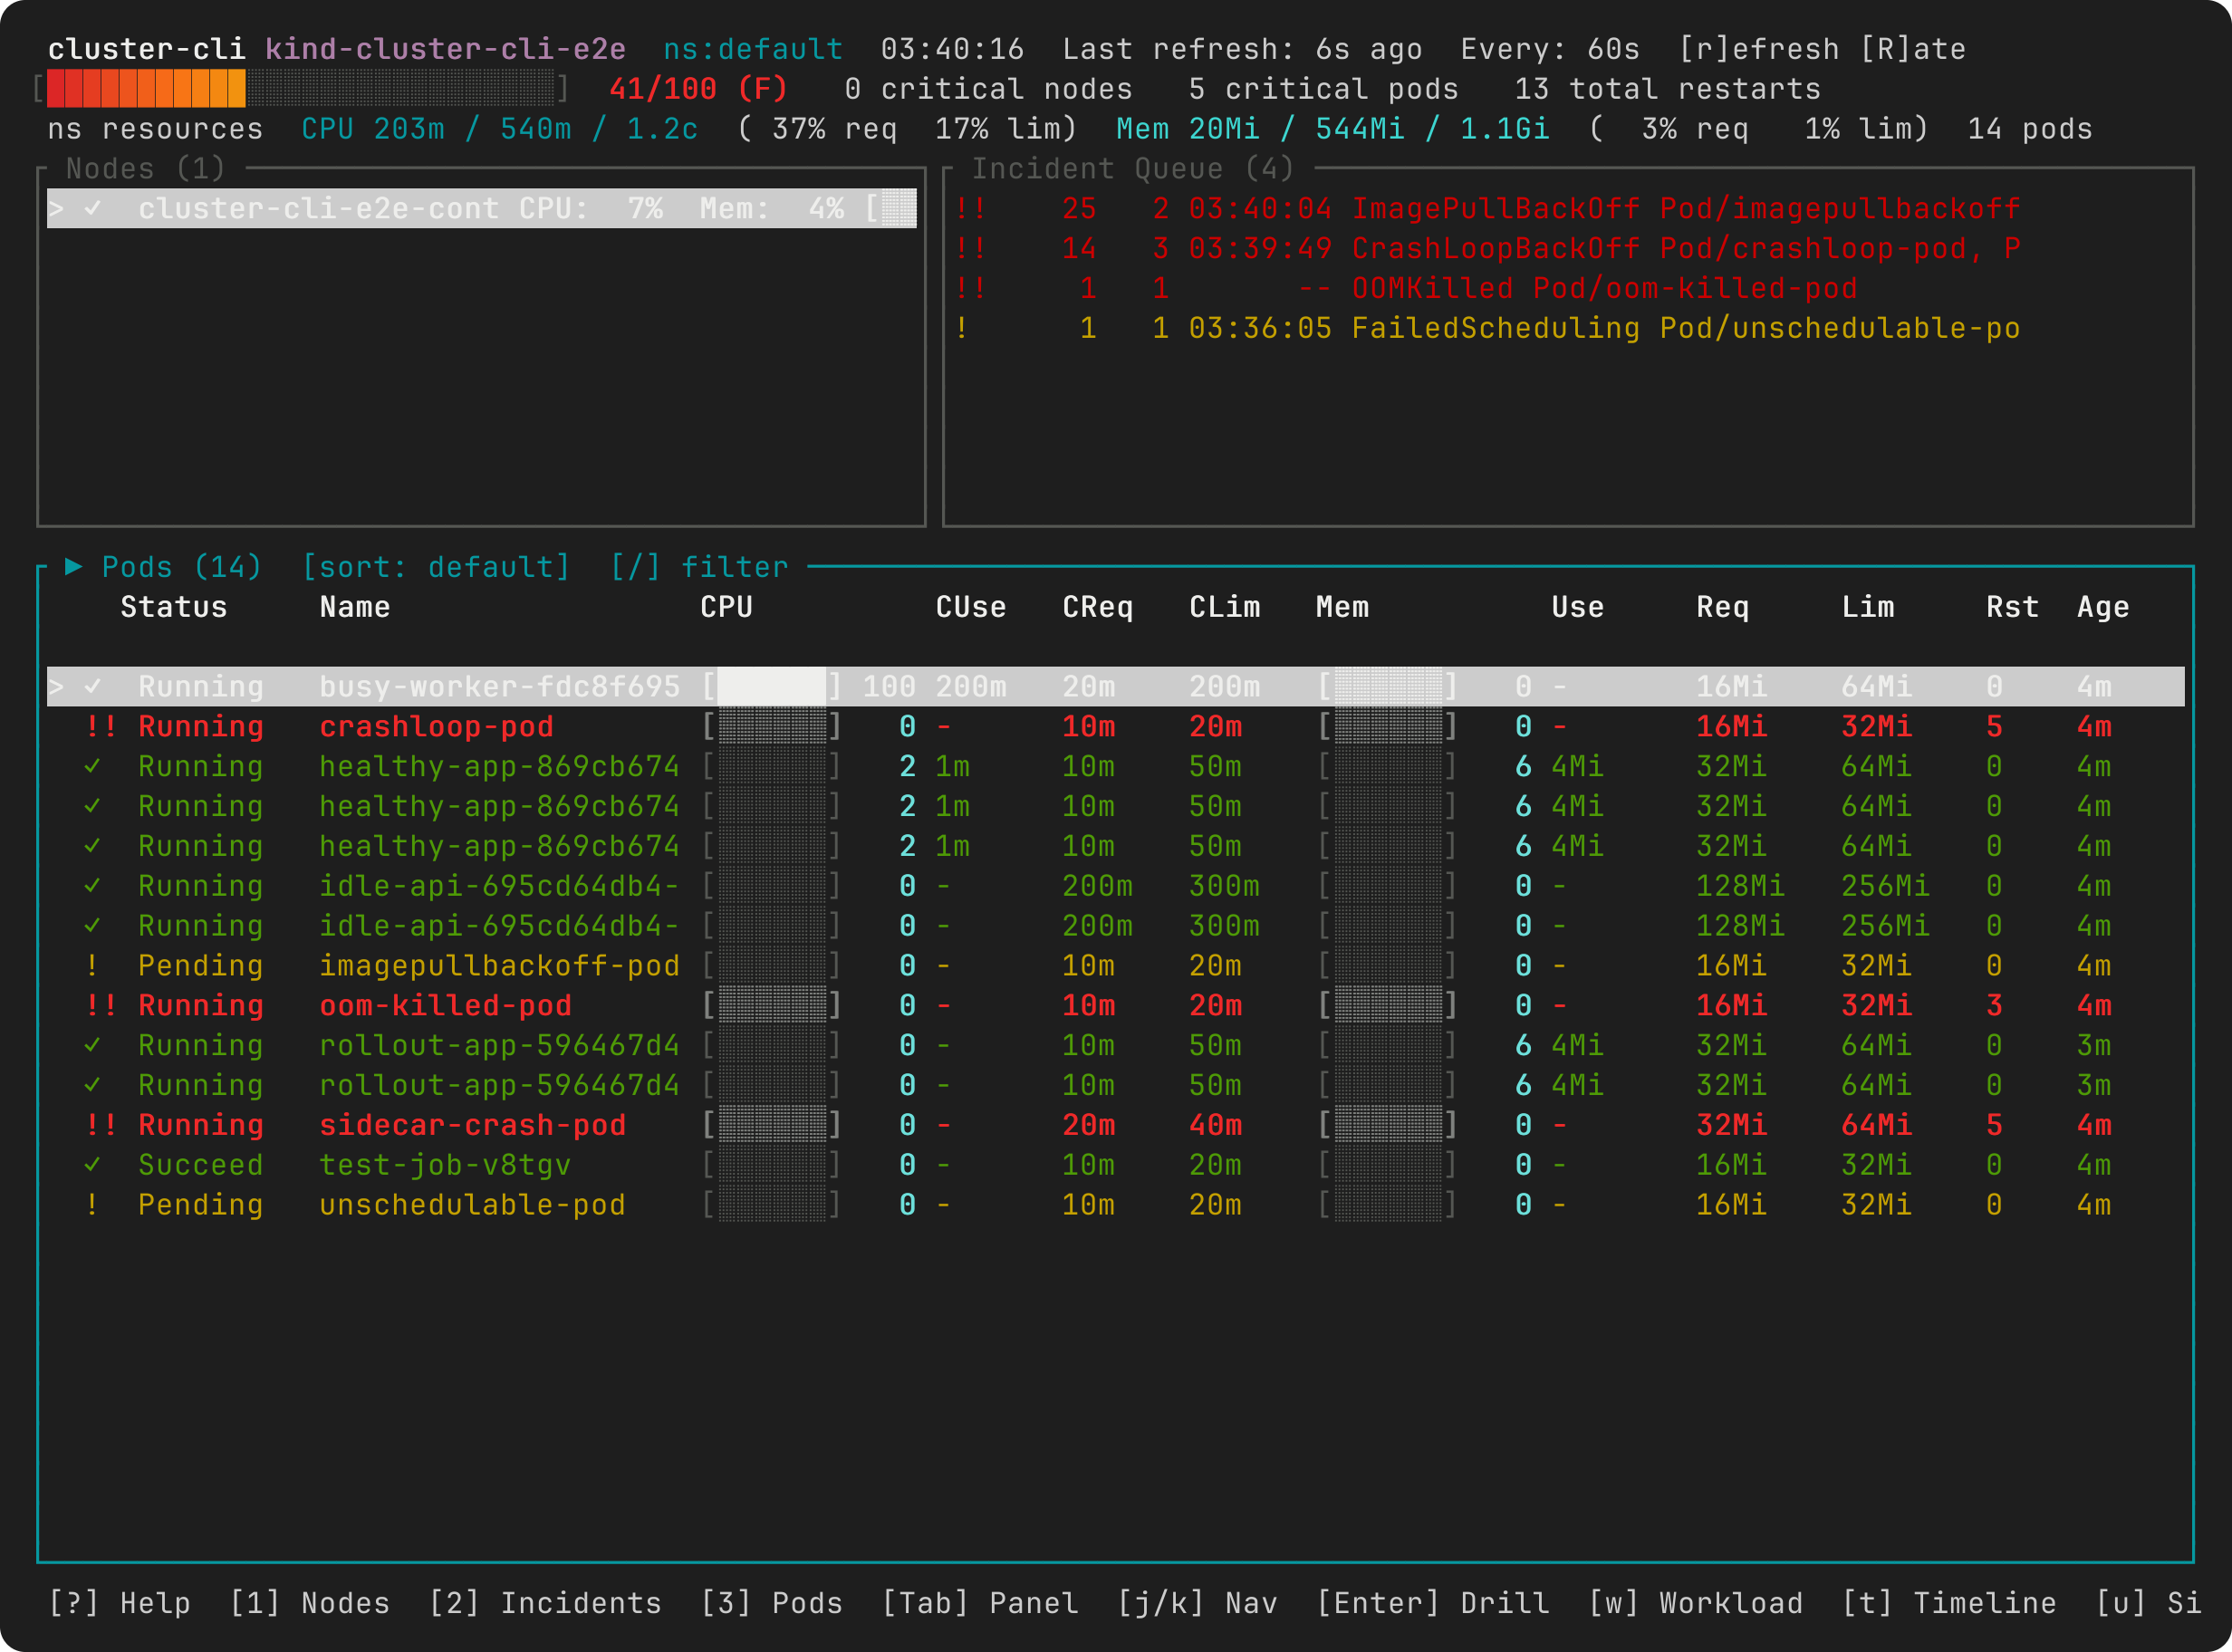 cluster-cli kind-cluster-cli-e2e ns:default 03:40:16 Last refresh: 6s ago Every: 60s [r]efresh [R]ate
[ ] 41/100 (F) 0 critical nodes 5 critical pods 13 total restarts
ns resources CPU 203m / 540m / 1.2c ( 37% req 17% lim) Mem 20Mi / 544Mi / 1.1Gi ( 3% req 1% lim) 14 pods
Nodes (1)
> ✓ cluster-cli-e2e-cont CPU: 7% Mem: 4% [
Incident Queue (4)
!! 25 2 03:40:04 ImagePullBackOff Pod/imagepullbackoff
!! 14 3 03:39:49 CrashLoopBackOff Pod/crashloop-pod, P
!! 1 1 -- OOMKilled Pod/oom-killed-pod
! 1 1 03:36:05 FailedScheduling Pod/unschedulable-po
▶ Pods (14) [sort: default] [/] filter
Status Name CPU CUse CReq CLim Mem Use Req Lim Rst Age
> ✓ Running busy-worker-fdc8f695 [ ] 100 200m 20m 200m [ ] 0 - 16Mi 64Mi 0 4m
!! Running crashloop-pod [ ] 0 - 10m 20m [ ] 0 - 16Mi 32Mi 5 4m
✓ Running healthy-app-869cb674 [ ] 2 1m 10m 50m [ ] 6 4Mi 32Mi 64Mi 0 4m
✓ Running healthy-app-869cb674 [ ] 2 1m 10m 50m [ ] 6 4Mi 32Mi 64Mi 0 4m
✓ Running healthy-app-869cb674 [ ] 2 1m 10m 50m [ ] 6 4Mi 32Mi 64Mi 0 4m
✓ Running idle-api-695cd64db4- [ ] 0 - 200m 300m [ ] 0 - 128Mi 256Mi 0 4m
✓ Running idle-api-695cd64db4- [ ] 0 - 200m 300m [ ] 0 - 128Mi 256Mi 0 4m
! Pending imagepullbackoff-pod [ ] 0 - 10m 20m [ ] 0 - 16Mi 32Mi 0 4m
!! Running oom-killed-pod [ ] 0 - 10m 20m [ ] 0 - 16Mi 32Mi 3 4m
✓ Running rollout-app-596467d4 [ ] 0 - 10m 50m [ ] 6 4Mi 32Mi 64Mi 0 3m
✓ Running rollout-app-596467d4 [ ] 0 - 10m 50m [ ] 6 4Mi 32Mi 64Mi 0 3m
!! Running sidecar-crash-pod [ ] 0 - 20m 40m [ ] 0 - 32Mi 64Mi 5 4m
✓ Succeed test-job-v8tgv [ ] 0 - 10m 20m [ ] 0 - 16Mi 32Mi 0 4m
! Pending unschedulable-pod [ ] 0 - 10m 20m [ ] 0 - 16Mi 32Mi 0 4m
[?] Help [1] Nodes [2] Incidents [3] Pods [Tab] Panel [j/k] Nav [Enter] Drill [w] Workload [t] Timeline [u] Si